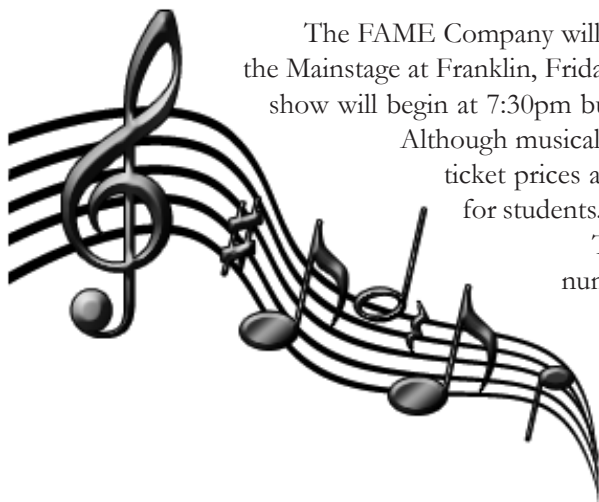 The FAME Company will
the Mainstage at Franklin, Frida
show will begin at 7:30pm bu
Although musical
ticket prices a
for students.
T
nur